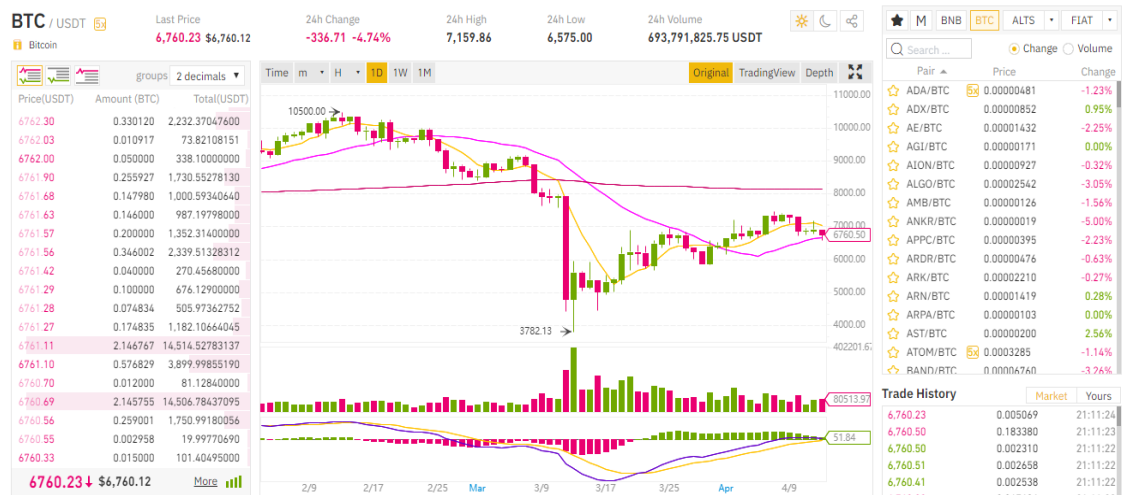 BTC / USDT 5x
Bitcoin
Last Price
6,760.23 $6,760.12
24h Change
-336.71 -4.74%
24h High
7,159.86
24h Low
6,575.00
24h Volume
693,791,825.75 USDT
groups 2 decimals
Price(USDT) Amount (BTC) Total(USDT)
6762.30 0.330120 2,232.37047600
6762.03 0.010917 73.82108151
6762.00 0.050000 338.10000000
6761.90 0.255927 1,730.55278130
6761.68 0.147980 1,000.59340640
6761.63 0.146000 987.19798000
6761.57 0.200000 1,352.31400000
6761.56 0.346002 2,339.51328312
6761.42 0.040000 270.45680000
6761.29 0.100000 676.12900000
6761.28 0.074834 505.97362752
6761.27 0.174835 1,182.10664045
6761.11 2.146767 14,514.52783137
6761.10 0.576829 3,899.99855190
6760.70 0.012000 81.12840000
6760.69 2.145755 14,506.78437095
6760.56 0.259001 1,750.99180056
6760.55 0.002958 19.99770690
6760.33 0.015000 101.40495000
6760.23 $6,760.12 More
Time m H 1D 1W 1M
Original TradingView Depth
11000.00
10500.00
10000.00
9000.00
8000.00
7000.00
6760.50
6000.00
5000.00
4000.00
3782.13
402201.67
80513.97
51.84
2/9 2/17 2/25 Mar 3/9 3/17 3/25 Apr 4/9
M BNB BTC ALTS FIAT
Search ...
Change Volume
Pair Price Change
ADA/BTC 5x 0.00000481 -1.23%
ADX/BTC 0.00000852 0.95%
AE/BTC 0.00001432 -2.25%
AGI/BTC 0.00000171 0.00%
AION/BTC 0.00000927 -0.32%
ALGO/BTC 0.00002542 -3.05%
AMB/BTC 0.00000126 -1.56%
ANKR/BTC 0.00000019 -5.00%
APPC/BTC 0.00000395 -2.23%
ARDR/BTC 0.00000476 -0.63%
ARK/BTC 0.00002210 -0.27%
ARN/BTC 0.00001419 0.28%
ARPA/BTC 0.00000103 0.00%
AST/BTC 0.00000200 2.56%
ATOM/BTC 5x 0.0003285 -1.14%
BAND/BTC 0.00006760 -3.26%
Trade History
Market Yours
6,760.23 0.005069 21:11:24
6,760.50 0.183380 21:11:23
6,760.50 0.002310 21:11:22
6,760.51 0.002658 21:11:22
6,760.41 0.002538 21:11:22